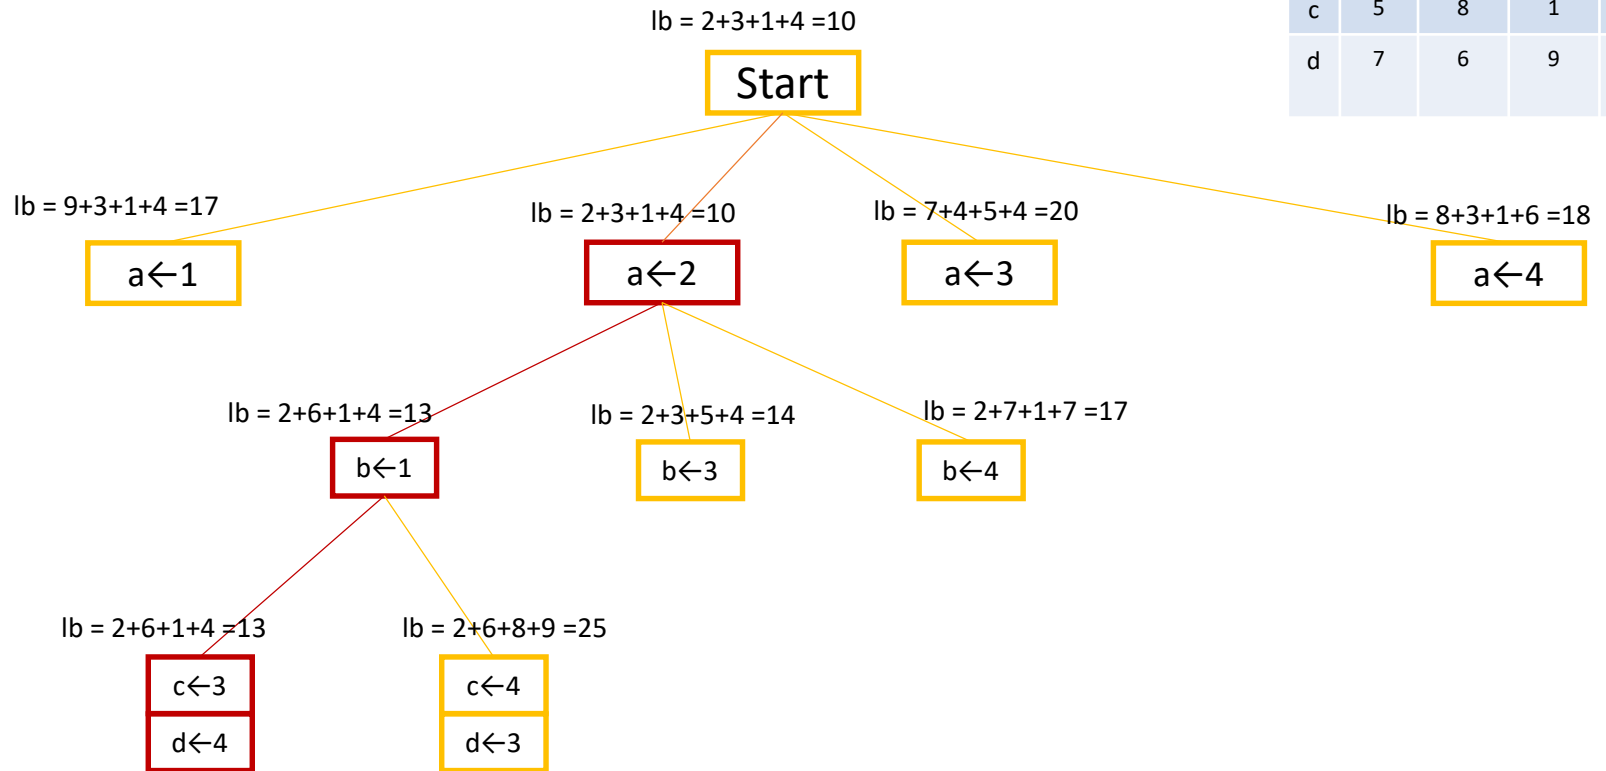 lb = 2+3+1+4 =10
c 5 8 1
d 7 6 9
Start
lb = 9+3+1+4 =17
lb = 2+3+1+4 =10
lb = 7+4+5+4 =20
lb = 8+3+1+6 =18
a←1
a←2
a←3
a←4
lb = 2+6+1+4 =13
lb = 2+3+5+4 =14
lb = 2+7+1+7 =17
b←1
b←3
b←4
lb = 2+6+1+4 =13
lb = 2+6+8+9 =25
c←3
c←4
d←4
d←3